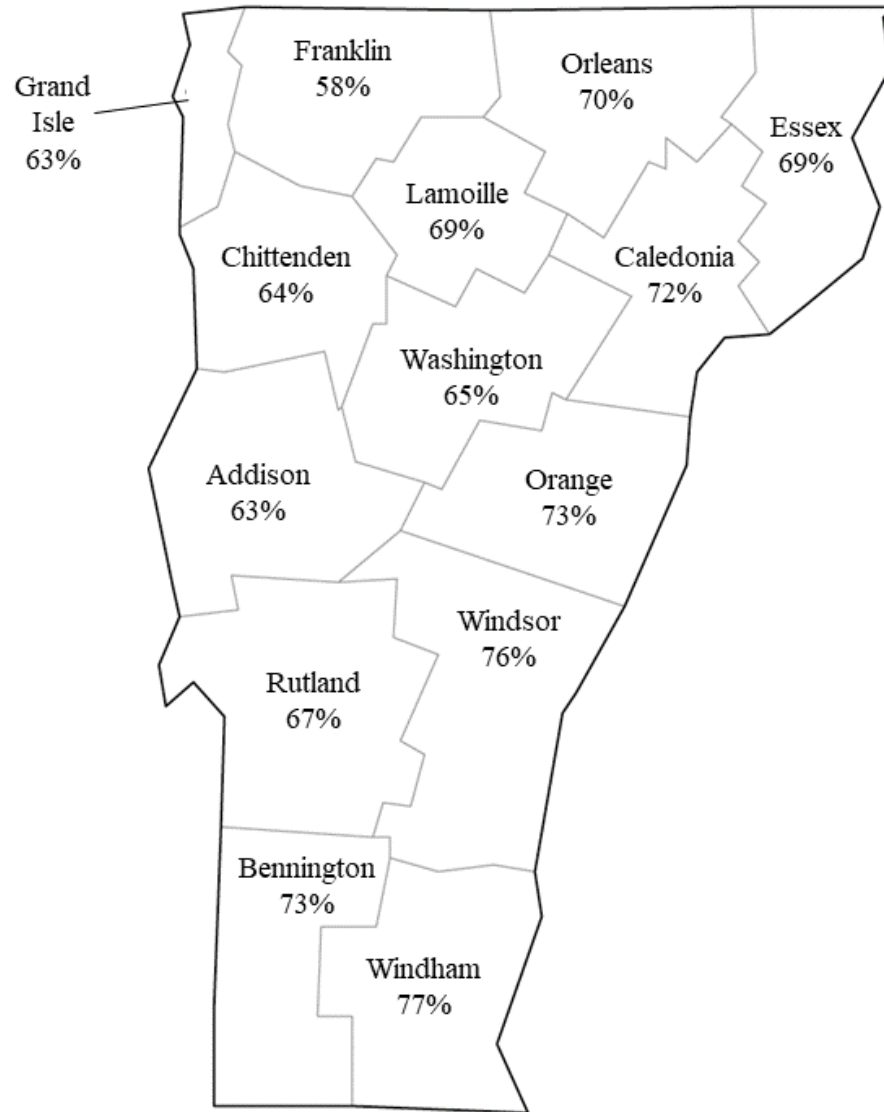 Franklin
58%
Orleans
70%
Grand
Isle
63%
Essex
69%
Lamoille
69%
Chittenden
64%
Caledonia
72%
Washington
65%
Addison
63%
Orange
73%
Windsor
76%
Rutland
67%
Bennington
73%
Windham
77%